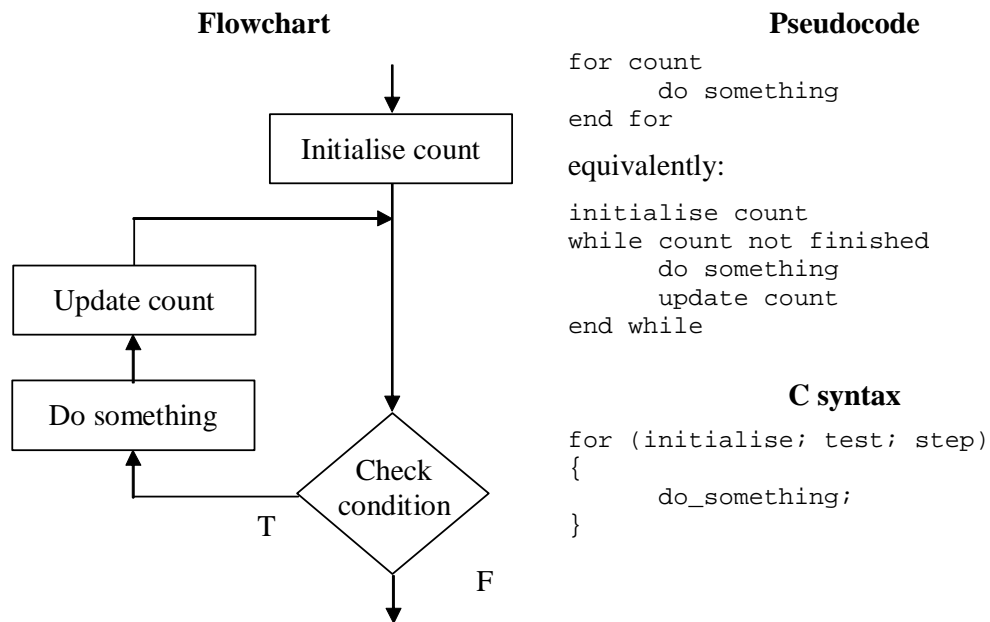 Flowchart
Initialise count
Update count
Do something
Check
condition
T
F
Pseudocode
for count
do something
end for
equivalently:
initialise count
while count not finished
do something
update count
end while
C syntax
for (initialise; test; step)
{
do_something;
}